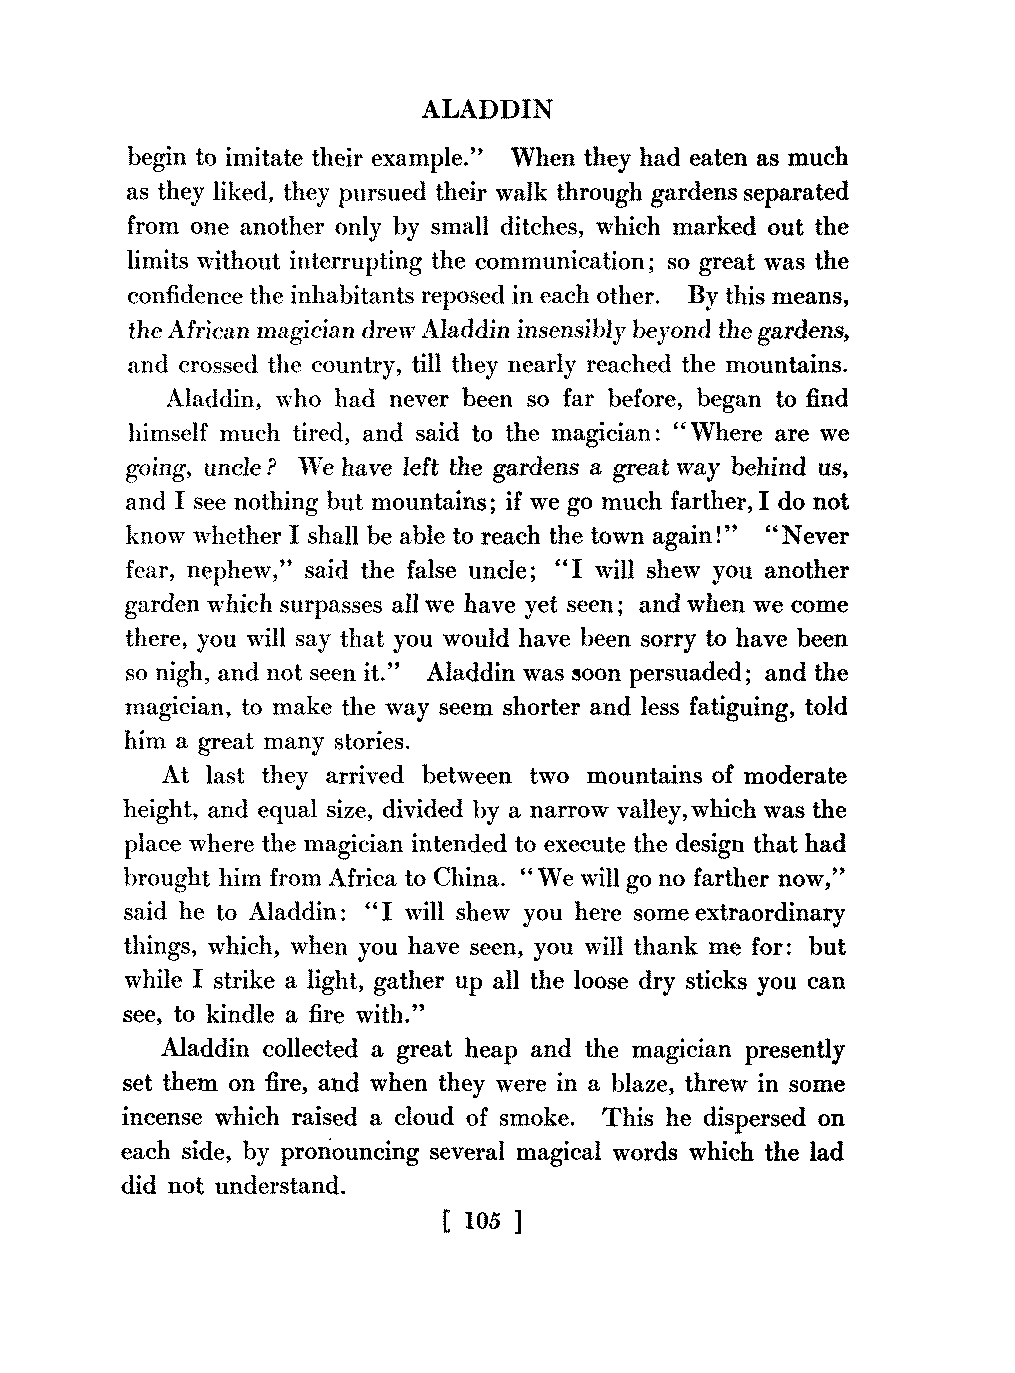 ALADDIN
begin to imitate their example.” When they had eaten as much
as they liked, they pursued their walk through gardens separated
from one another only by small ditches, which marked out the
limits without interrupting the communication; so great was the
confidence the inhabitants reposed in each other. By this means,
the African magician drew Aladdin insensibly beyond the gardens,
and crossed the country, till they nearly reached the mountains.
Aladdin, who had never been so far before, began to find
himself much tired, and said to the magician: “Where are we
going, uncle? We have left the gardens a great way behind us,
and I see nothing but mountains; if we go much farther, I do not
know whether I shall be able to reach the town again!” “Never
fear, nephew,” said the false uncle; “I will shew you another
garden which surpasses all we have yet seen; and when we come
there, you will say that you would have been sorry to have been
so nigh, and not seen it.” Aladdin was soon persuaded; and the
magician, to make the way seem shorter and less fatiguing, told
him a great many stories.
At last they arrived between two mountains of moderate
height, and equal size, divided by a narrow valley, which was the
place where the magician intended to execute the design that had
brought him from Africa to China. “We will go no farther now,”
said he to Aladdin: “I will shew you here some extraordinary
things, which, when you have seen, you will thank me for: but
while I strike a light, gather up all the loose dry sticks you can
see, to kindle a fire with.”
Aladdin collected a great heap and the magician presently
set them on fire, and when they were in a blaze, threw in some
incense which raised a cloud of smoke. This he dispersed on
each side, by pronouncing several magical words which the lad
did not understand.
[ 105 ]